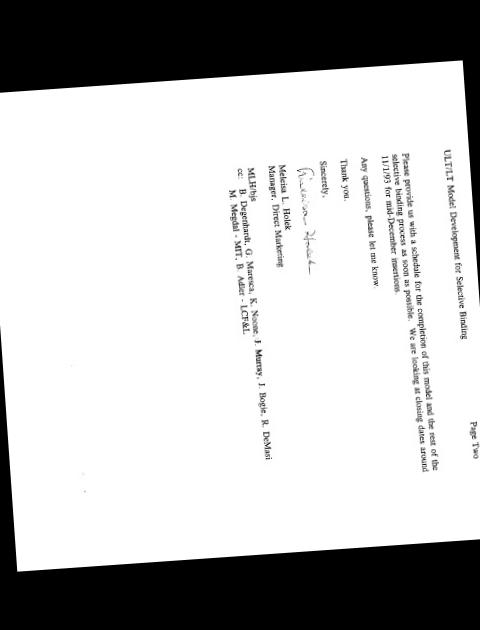 Page Two
ULT/LT Model Development for Selective Binding
Please provide us with a schedule for the completion of this model and the rest of the
selective binding process as soon as possible. We are looking at closing dates around
11/1/93 for mid-December insertions.
Any questions, please let me know.
Thank you.
Sincerely,
Meleisa L. Holek
Manager, Direct Marketing
MLH/bjs
cc: B. Degenhardt, G. Maresca, K. Noone, J. Murray, J. Bogie, R. DeMasi
M. Megdal - MIT, B. Adler - LCF&L